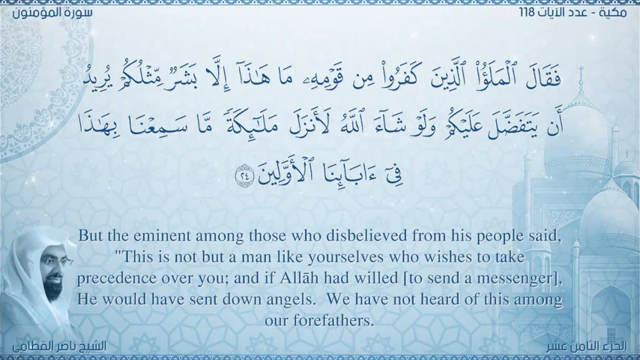 مكية - عدد الآيات 118
سورة المؤمنون
فَقَالَ ٱلْمَلَؤُا۟ ٱلَّذِينَ كَفَرُوا۟ مِن قَوْمِهِۦ مَا هَـٰذَآ إِلَّا بَشَرٌ مِّثْلُكُمْ يُرِيدُ
أَن يَتَفَضَّلَ عَلَيْكُمْ وَلَوْ شَآءَ ٱللَّهُ لَأَنزَلَ مَلَـٰٓئِكَةً مَّا سَمِعْنَا بِهَـٰذَا
فِىٓ ءَابَآئِنَا ٱلْأَوَّلِينَ ٢٤
But the eminent among those who disbelieved from his people said,
"This is not but a man like yourselves who wishes to take
precedence over you; and if Allāh had willed [to send a messenger],
He would have sent down angels. We have not heard of this among
our forefathers.
الجزء الثامن عشر
الشيخ ناصر القطامي